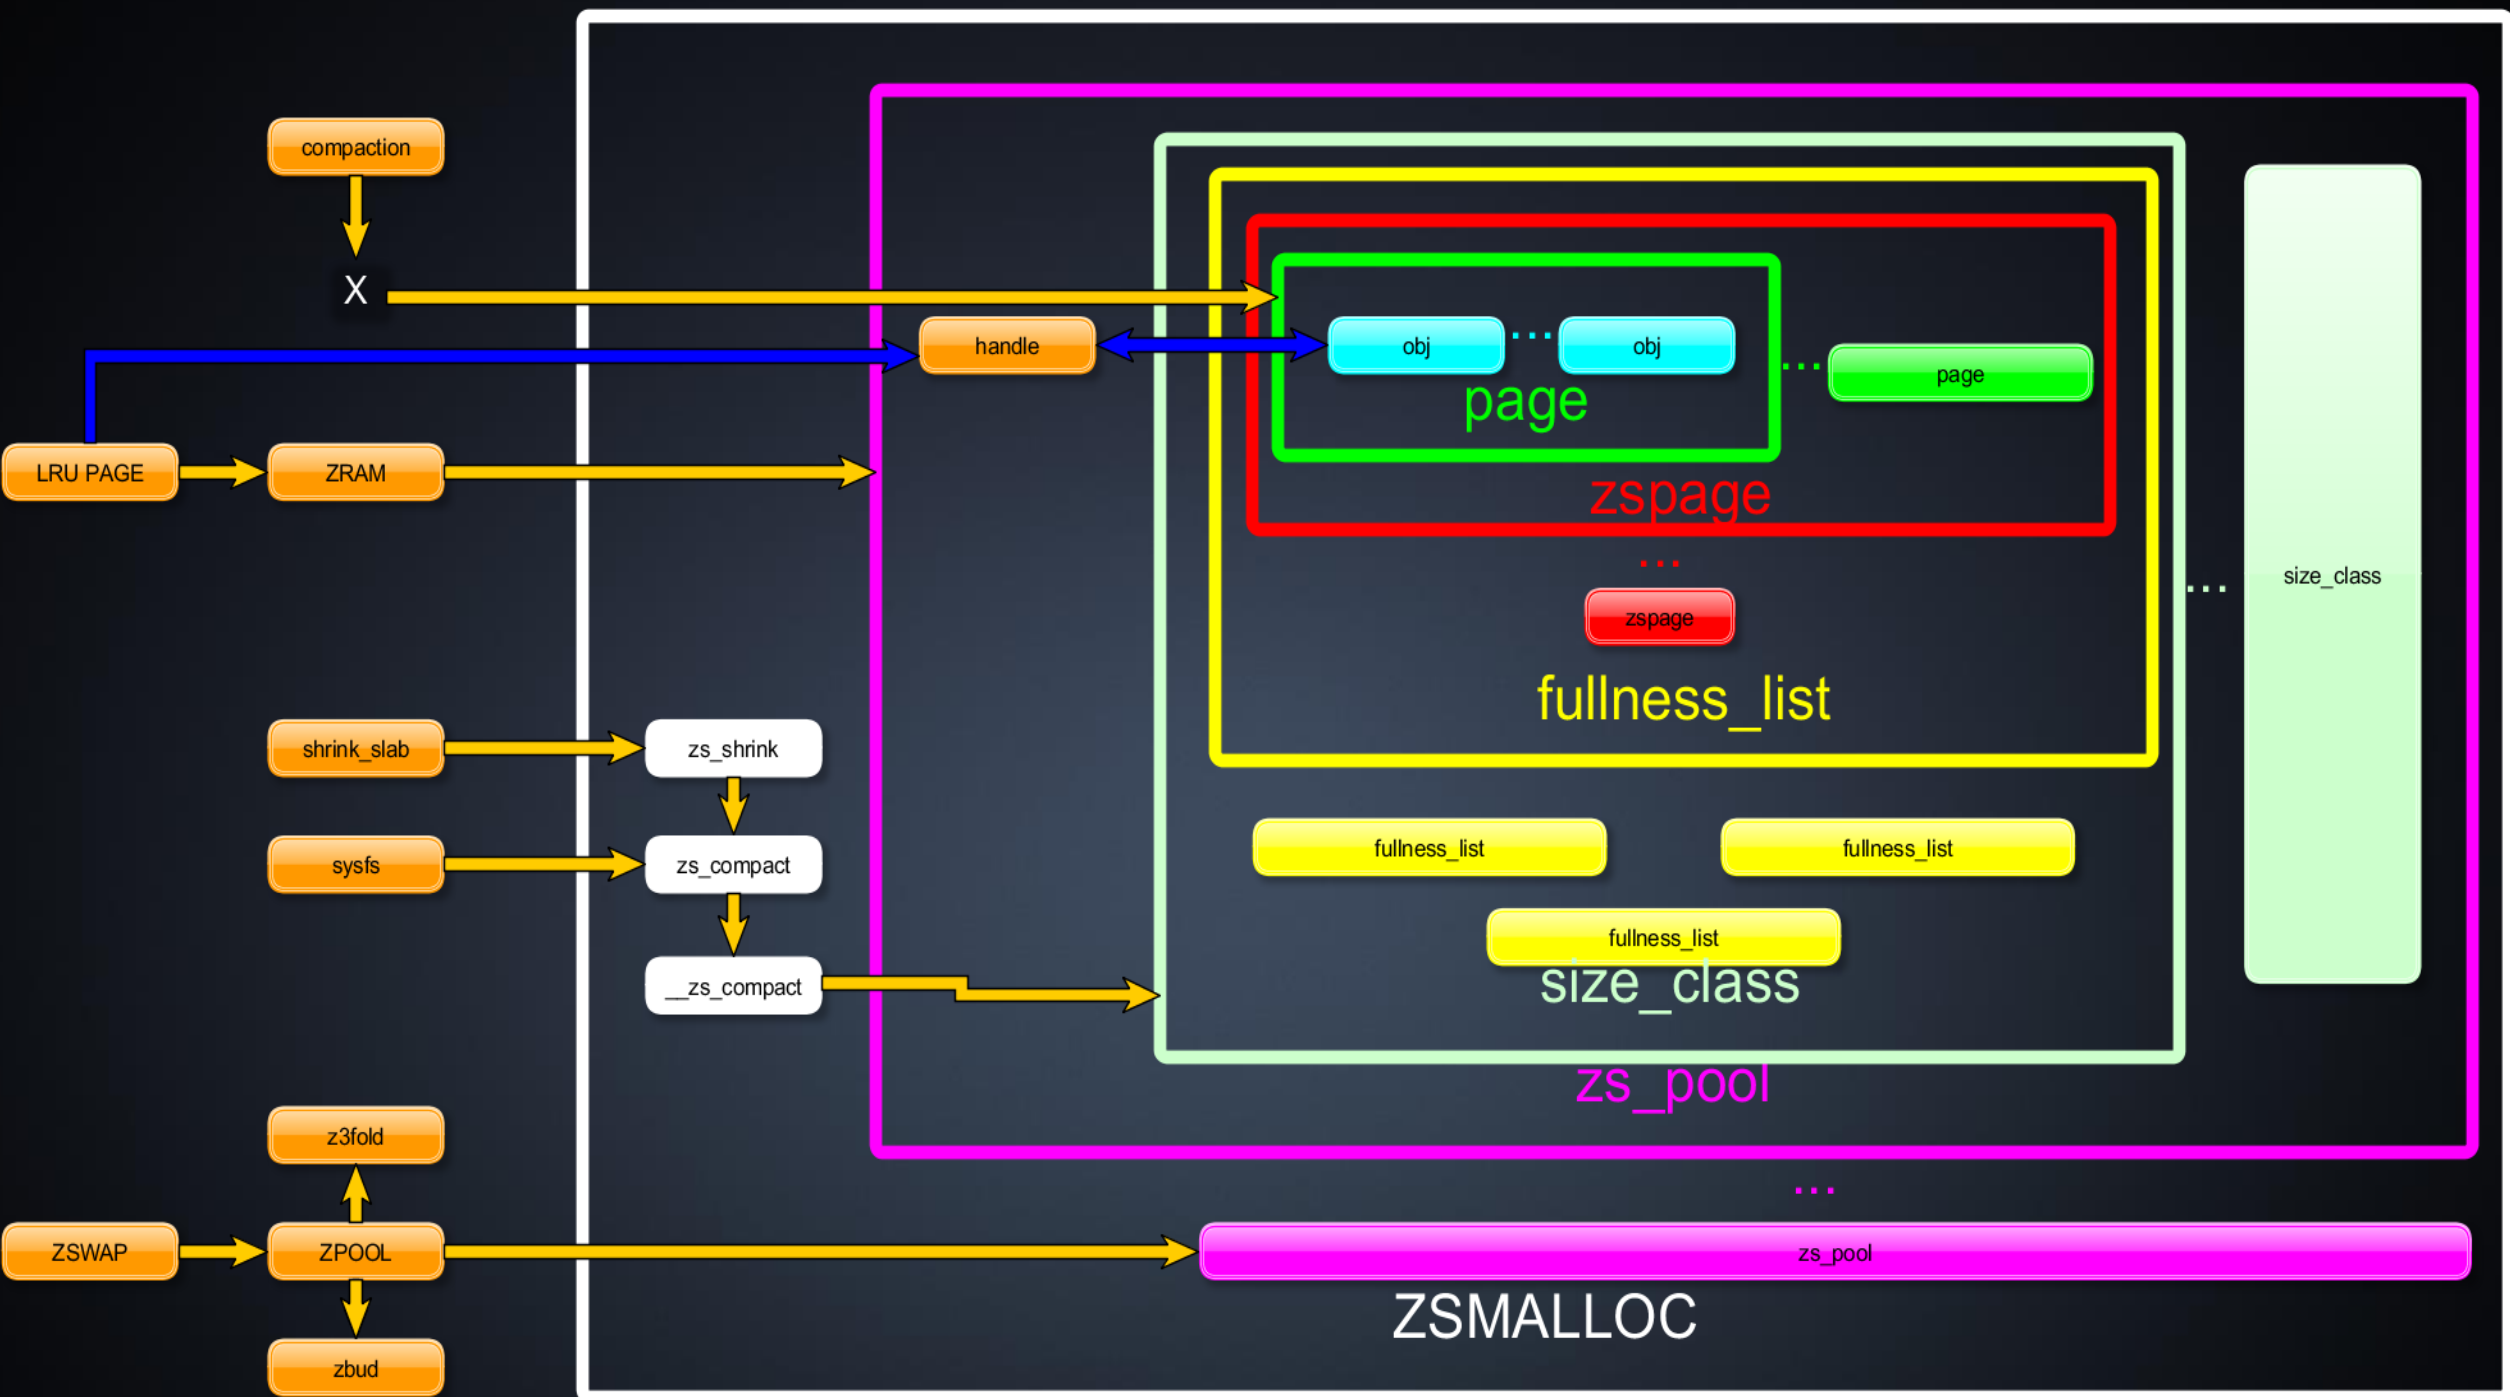 compaction
X
handle
obj
...
obj
page
...
page
LRU PAGE
ZRAM
zspage
...
zspage
size_class
...
fullness_list
shrink_slab
zs_shrink
sysfs
zs_compact
fullness_list
fullness_list
fullness_list
__zs_compact
size_class
zs_pool
z3fold
...
ZSWAP
ZPOOL
zs_pool
ZSMALLOC
zbud